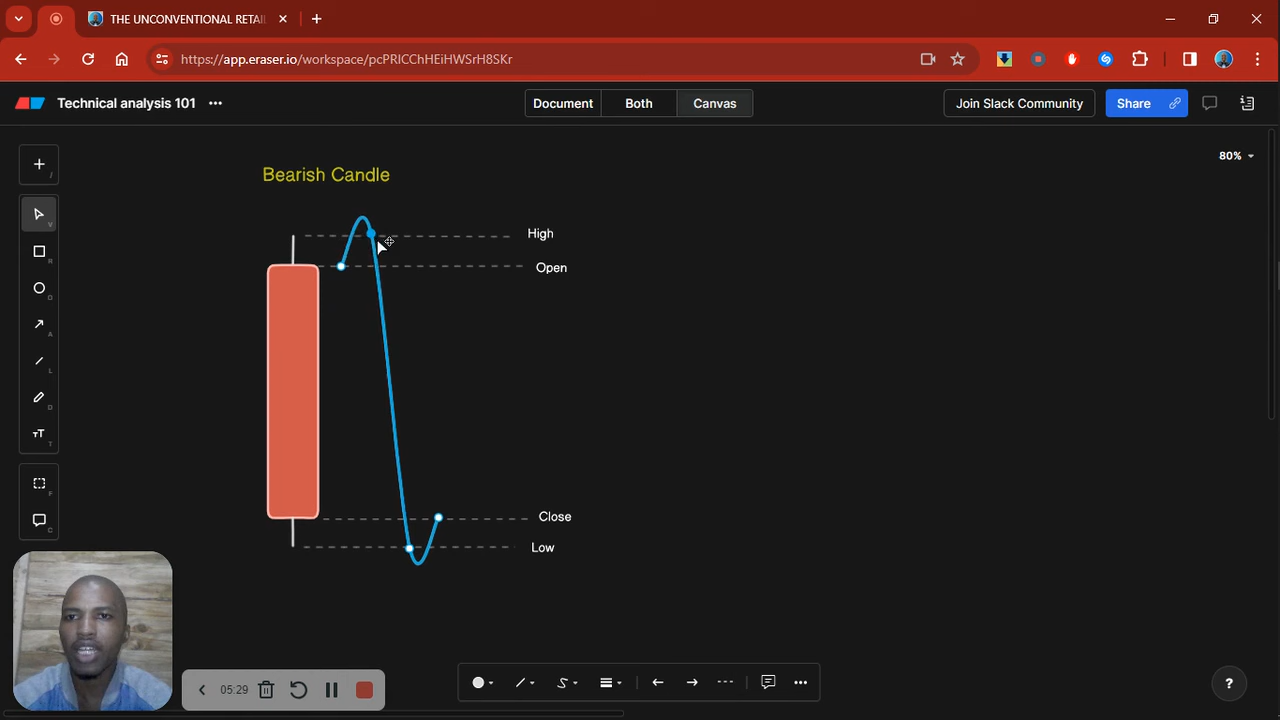 THE UNCONVENTIONAL RETAI
https://app.eraser.io/workspace/pcPRICChHEiHWSrH8SKr
Technical analysis 101
Document
Both
Canvas
Join Slack Community
Share
80%
Bearish Candle
High
Open
Close
Low
/
V
R
O
A
L
D
T
F
C
05:29
?